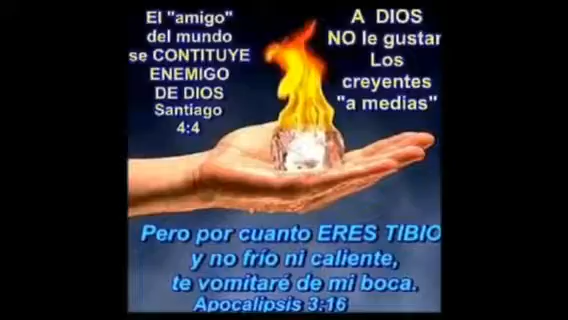 El "amigo"
del mundo
se CONTITUYE
ENEMIGO
DE DIOS
Santiago
4:4
A DIOS
NO le gustan
Los
creyentes
"a medias"
Pero por cuanto ERES TIBIO
y no frío ni caliente,
te vomitaré de mi boca.
Apocalipsis 3:16